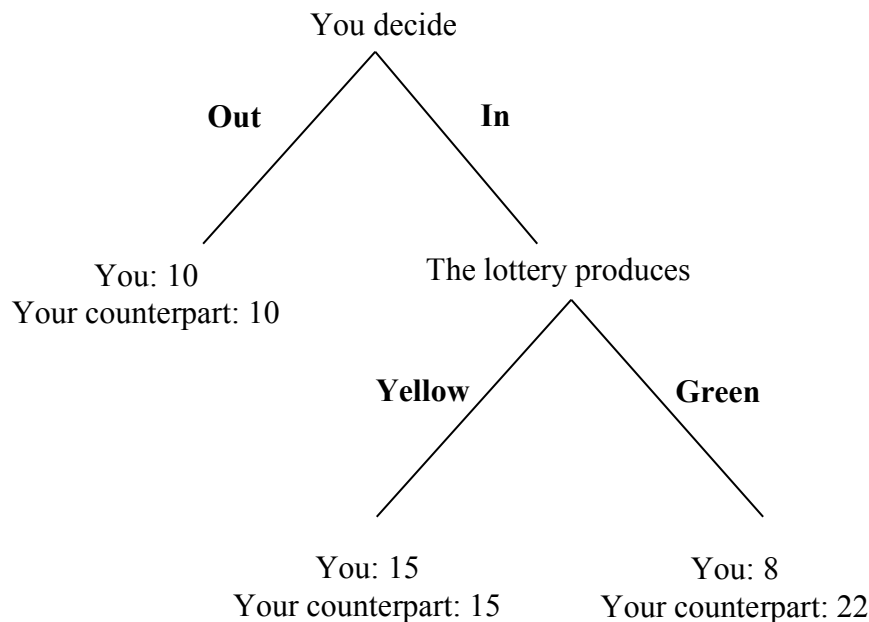 You decide
Out
In
You: 10
Your counterpart: 10
The lottery produces
Yellow
Green
You: 15
Your counterpart: 15
You: 8
Your counterpart: 22